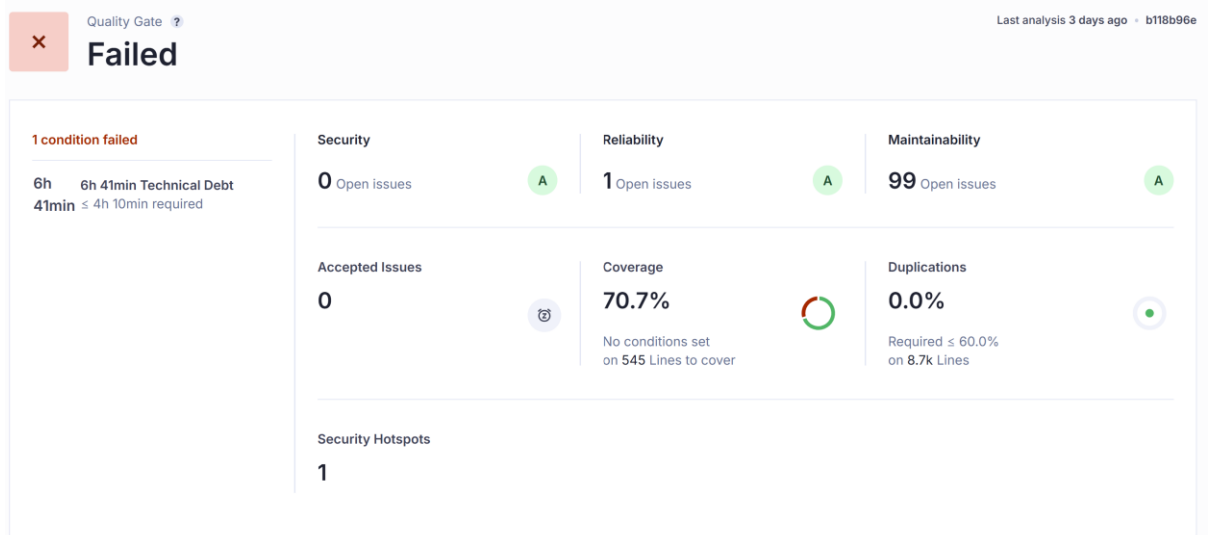 Quality Gate ?
Failed
Last analysis 3 days ago • b118b96e
1 condition failed
6h 41min
6h 41min Technical Debt
≤ 4h 10min required
Security
0 Open issues
A
Reliability
1 Open issues
A
Maintainability
99 Open issues
A
Accepted Issues
0
Coverage
70.7%
No conditions set
on 545 Lines to cover
Duplications
0.0%
Required ≤ 60.0%
on 8.7k Lines
Security Hotspots
1